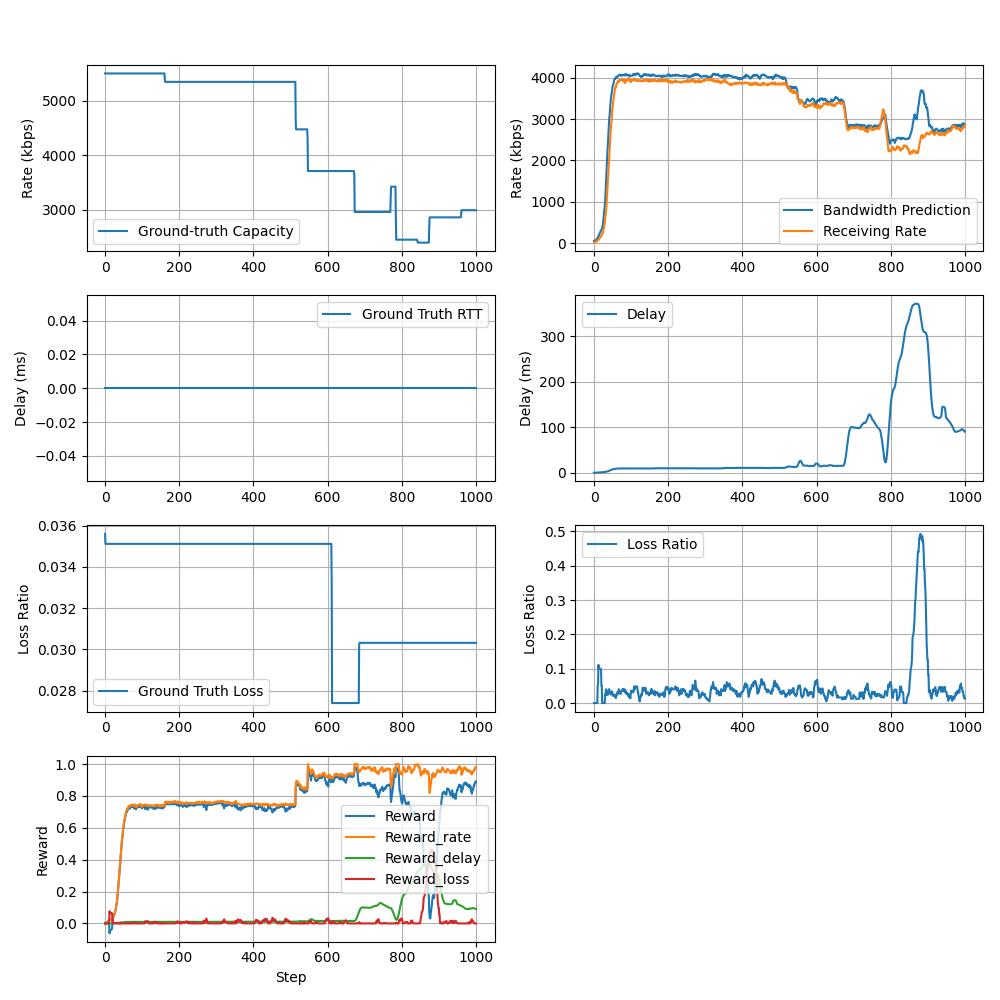 5000
4000
3000
Rate (kbps)
Ground-truth Capacity
0 200 400 600 800 1000
4000
3000
2000
1000
0
Rate (kbps)
Bandwidth Prediction
Receiving Rate
0 200 400 600 800 1000
0.04
0.02
0.00
−0.02
−0.04
Delay (ms)
Ground Truth RTT
0 200 400 600 800 1000
300
200
100
0
Delay (ms)
Delay
0 200 400 600 800 1000
0.036
0.034
0.032
0.030
0.028
Loss Ratio
Ground Truth Loss
0 200 400 600 800 1000
0.5
0.4
0.3
0.2
0.1
0.0
Loss Ratio
Loss Ratio
0 200 400 600 800 1000
1.0
0.8
0.6
0.4
0.2
0.0
Reward
Reward
Reward_rate
Reward_delay
Reward_loss
0 200 400 600 800 1000
Step